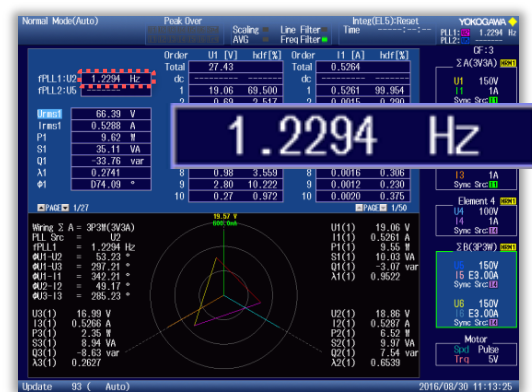 Normal Mode(Auto) Peak Over Scaling Line Filter Integ(EL5):Reset YOKOGAWA
AVG Freq Filter Time ----:--:-- PLL1: 1.2294 Hz
PLL2:
CF:3
Order U1 [V] hdf[%] Order I1 [A] hdf[%]
Total 27.43 Total 0.5264
dc -------- -------- dc -------- --------
1 19.06 69.500 1 0.5261 99.954
0.69 2.517 0.0015 0.290
fPLL1:U2 1.2294 Hz
fPLL2:U5 --------
Urms1 66.39 V
Irms1 0.5288 A
P1 9.62 W
S1 35.11 VA
Q1 -33.76 var
λ1 0.2741
Φ1 D74.09 °
1.2294 Hz
8 0.98 3.559 8 0.0016 0.306
9 2.80 10.222 9 0.0012 0.230
10 0.27 0.972 10 0.0020 0.375
PAGE 1/27
PAGE 1/50
ΣA(3V3A)
U1 150V
I1 1A
Sync Src:I1
I3 1A
Sync Src:
Element 4
U4 100V
I4 1A
Sync Src:
ΣB(3P3W)
U5 150V
I5 E3.00A
Sync Src:
U6 150V
I6 E3.00A
Sync Src:
Motor
Spd Pulse
Trq 5V
19.57 V
600.0mA
Wiring Σ A = 3P3W(3V3A)
PLL Src = U2
fPLL1 = 1.2294 Hz
ΦU1-U2 = 53.23 °
ΦU1-U3 = 297.21 °
ΦU1-I1 = 342.21 °
ΦU2-I2 = 49.17 °
ΦU3-I3 = 285.23 °
U3(1) 16.99 V
I3(1) 0.5266 A
P3(1) 2.35 W
S3(1) 8.94 VA
Q3(1) -8.63 var
λ3(1) 0.2627
U1(1) 19.06 V
I1(1) 0.5261 A
P1(1) 9.55 W
S1(1) 10.03 VA
Q1(1) -3.07 var
λ1(1) 0.9522
U2(1) 18.86 V
I2(1) 0.5287 A
P2(1) 6.52 W
S2(1) 9.97 VA
Q2(1) 7.54 var
λ2(1) 0.6539
Update 93 ( Auto) 2016/08/30 11:13:25